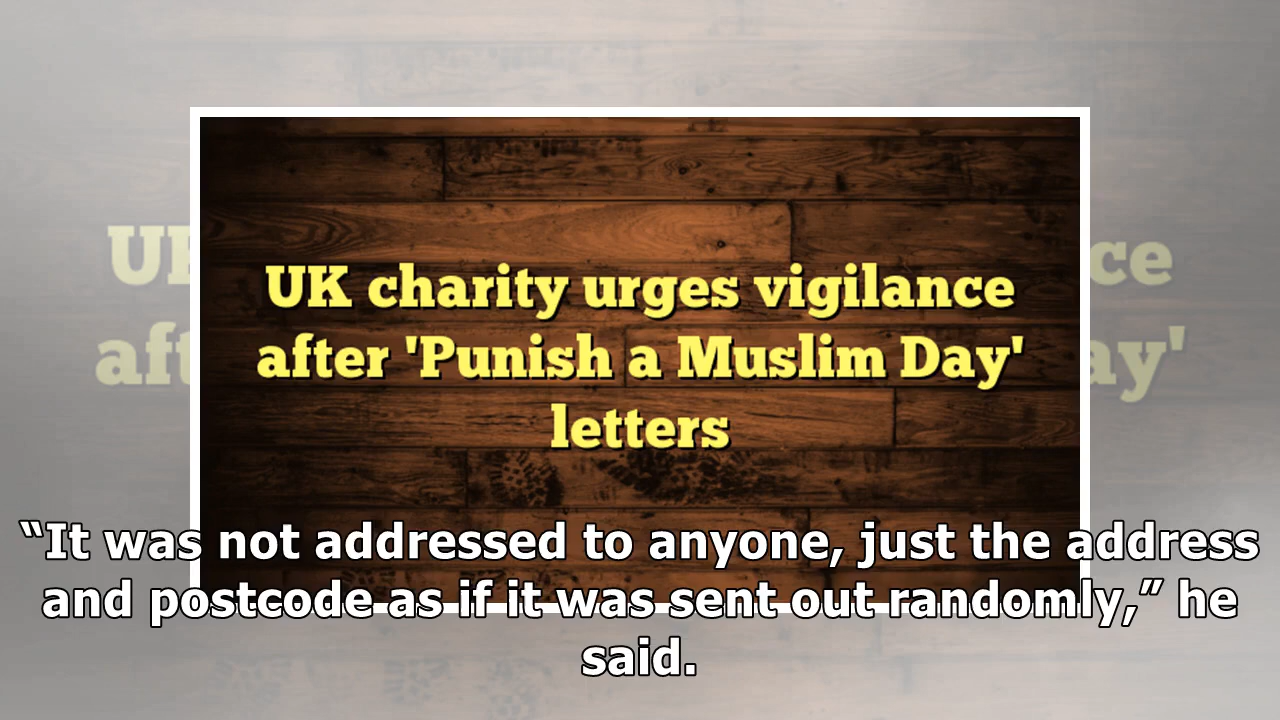 UK charity urges vigilance
after 'Punish a Muslim Day'
letters
“It was not addressed to anyone, just the address
and postcode as if it was sent out randomly,” he
said.